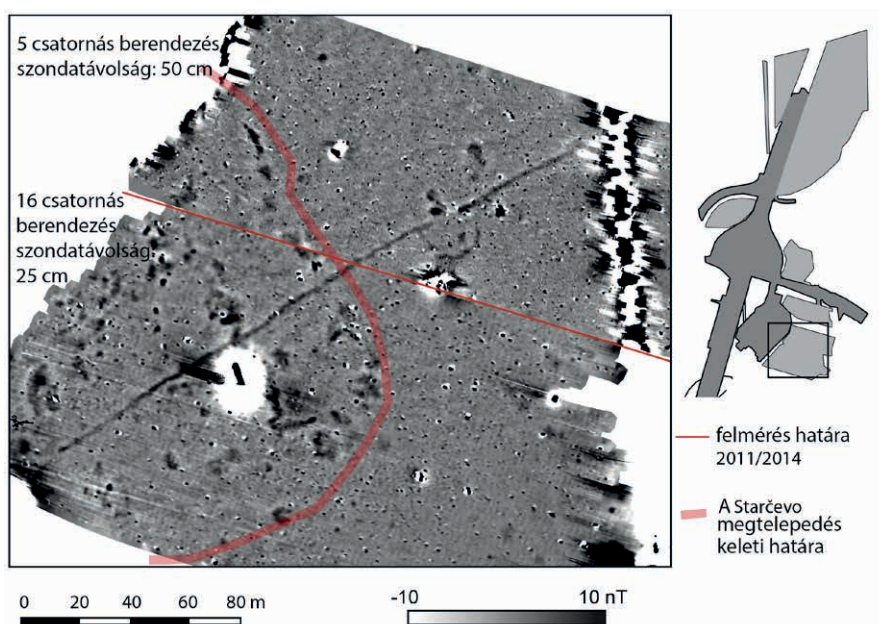 5 csatornás berendezés
szondatávolság: 50 cm
16 csatornás
berendezés
szondatávolság
25 cm
felmérés határa
2011/2014
A Starčevo
megtelepedés
keleti határa
0 20 40 60 80 m
-10 10 nT